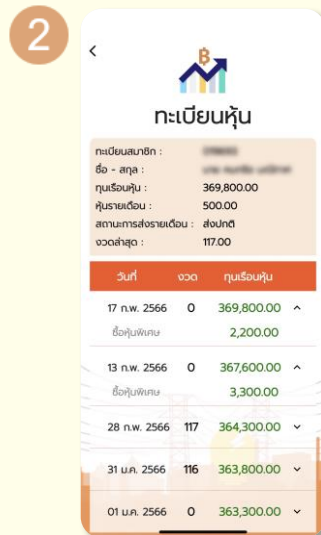 2
ทะเบียนหุ้น
ทะเบียนสมาชิก :
ชื่อ - สกุล :
ทุนเรือนหุ้น : 369,800.00
หุ้นรายเดือน : 500.00
สถานะการส่งรายเดือน : ส่งปกติ
งวดล่าสุด : 117.00
วันที่ งวด ทุนเรือนหุ้น
17 ก.พ. 2566 0 369,800.00
ซื้อหุ้นพิเศษ 2,200.00
13 ก.พ. 2566 0 367,600.00
ซื้อหุ้นพิเศษ 3,300.00
28 ก.พ. 2566 117 364,300.00
31 ม.ค. 2566 116 363,800.00
01 ม.ค. 2566 0 363,300.00